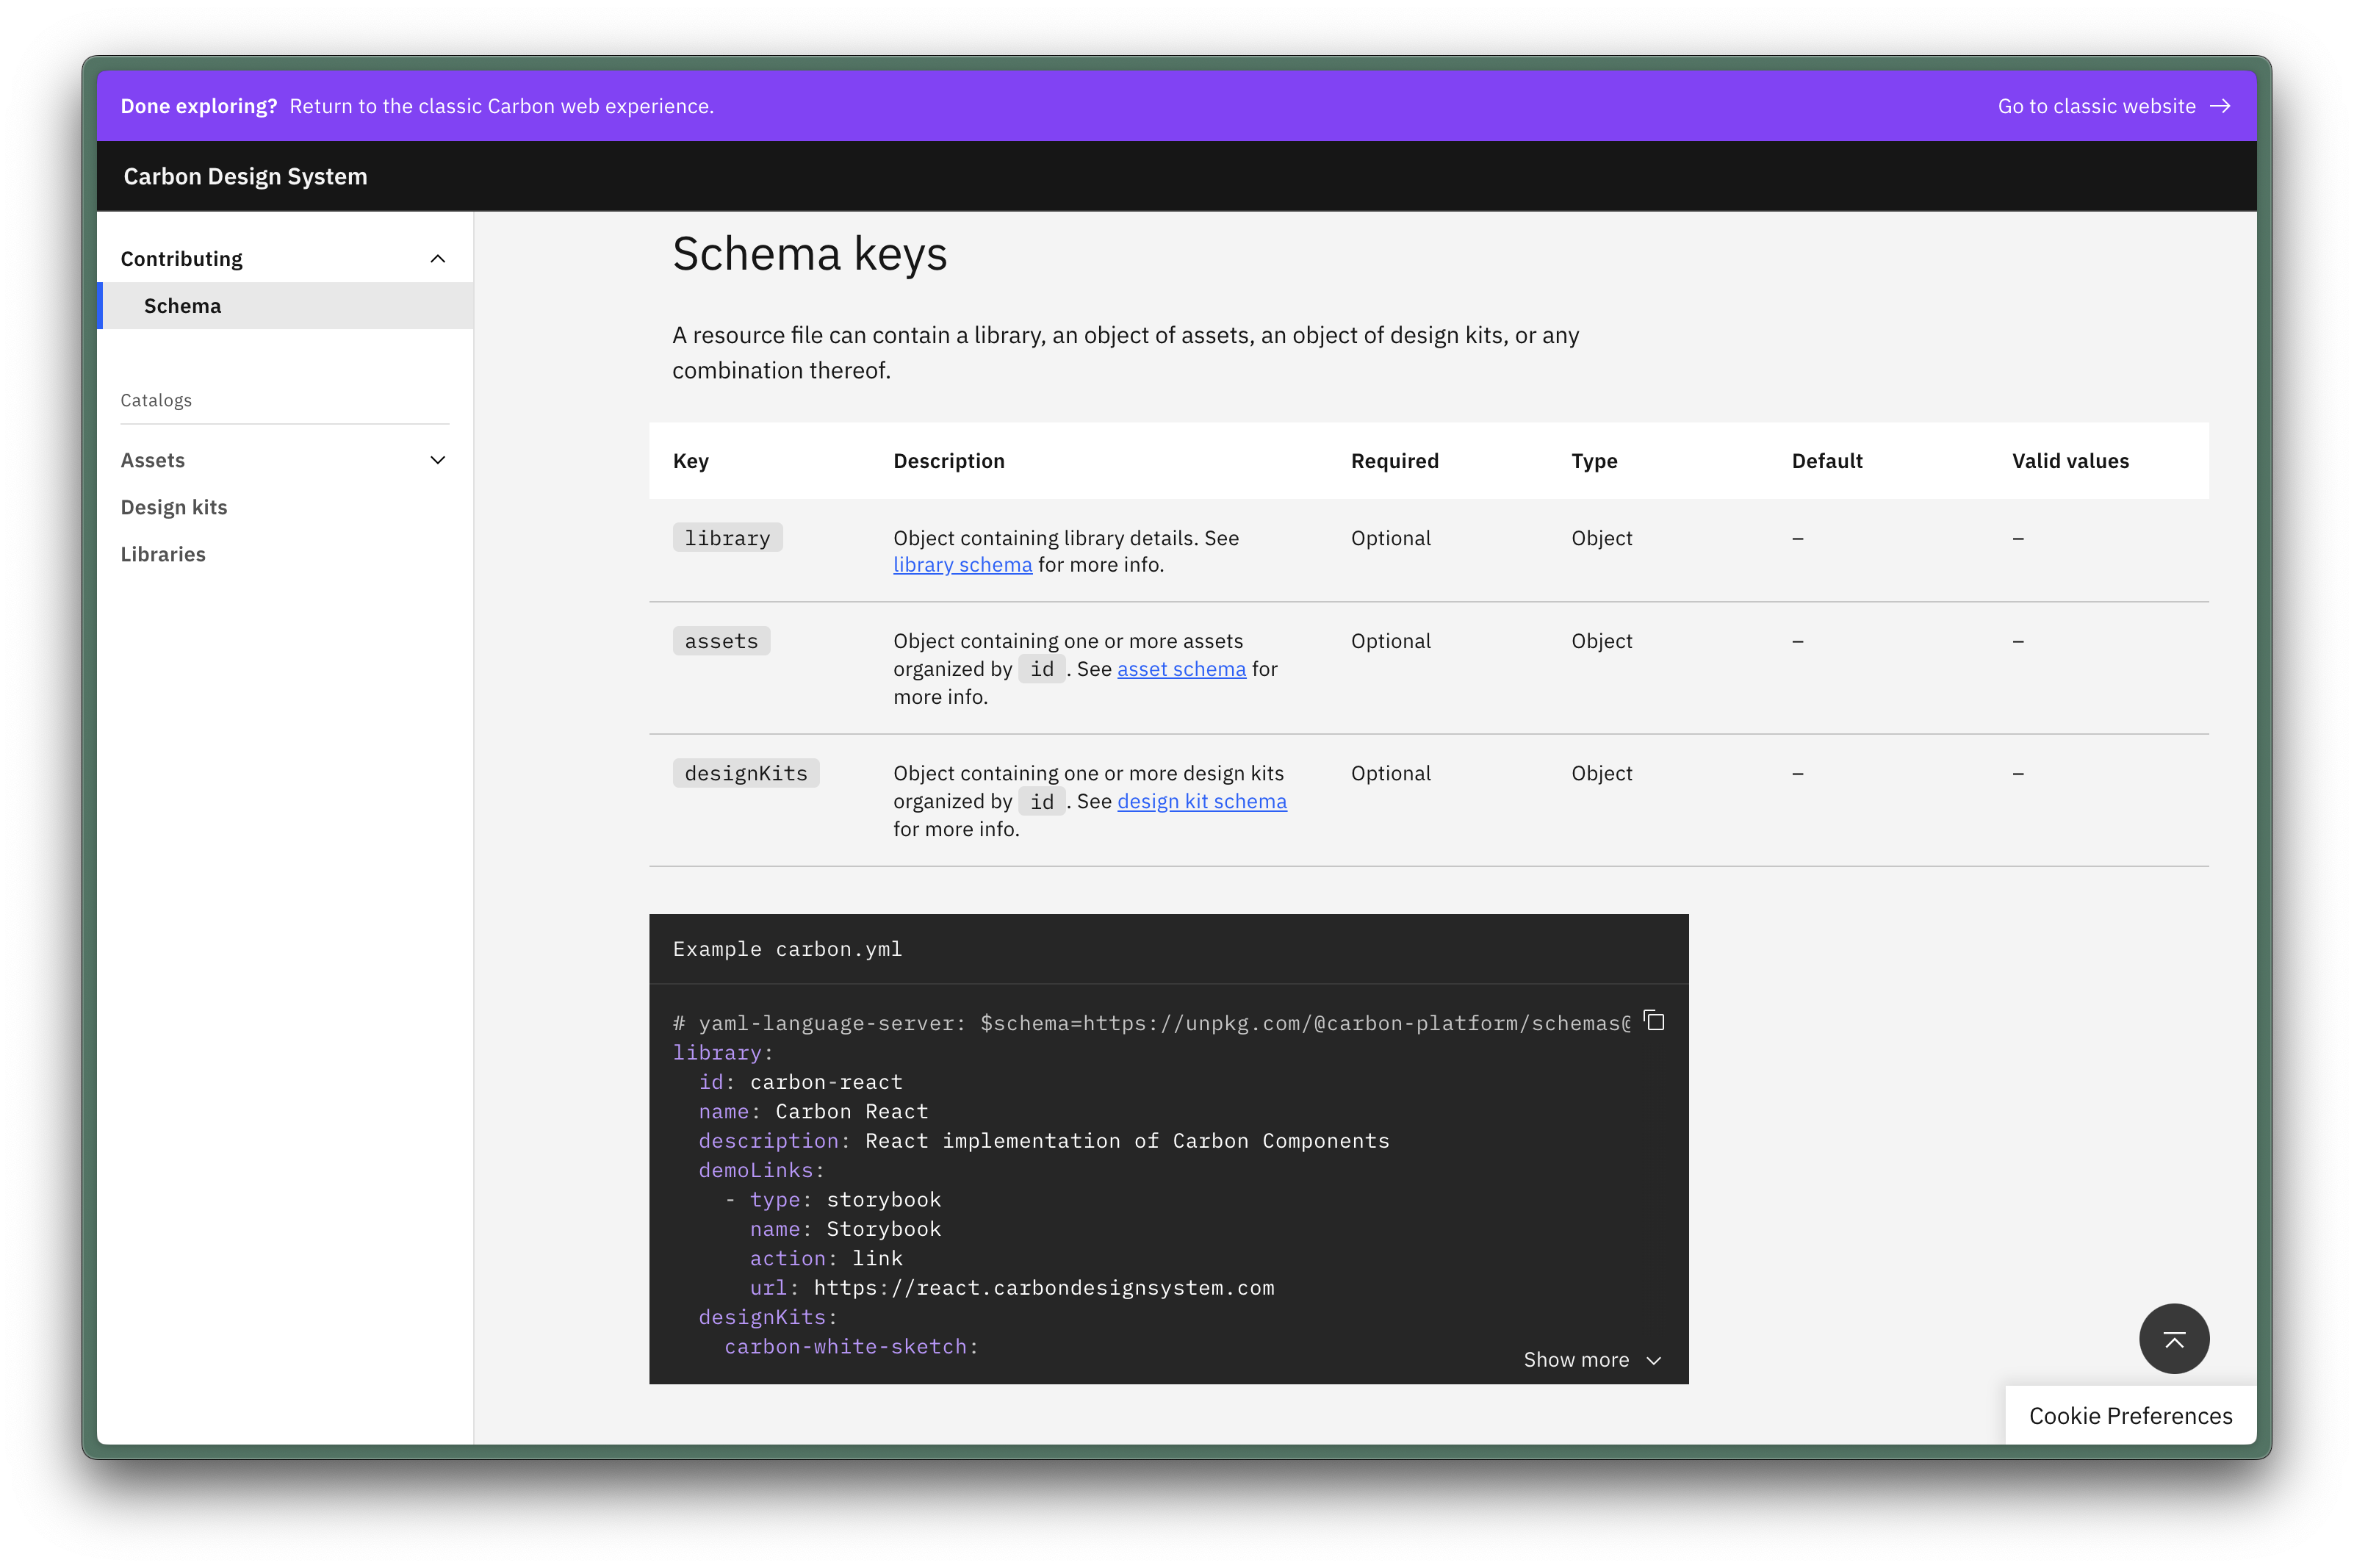 Done exploring? Return to the classic Carbon web experience.
Go to classic website
Carbon Design System
Contributing
Schema
Catalogs
Assets
Design kits
Libraries
Schema keys
A resource file can contain a library, an object of assets, an object of design kits, or any
combination thereof.
Key Description Required Type Default Valid values
library Object containing library details. See Optional Object – –
library schema for more info.
assets Object containing one or more assets Optional Object – –
organized by id. See asset schema for
more info.
designKits Object containing one or more design kits Optional Object – –
organized by id. See design kit schema
for more info.
Example carbon.yml
# yaml-language-server: $schema=https://unpkg.com/@carbon-platform/schemas@
library:
  id: carbon-react
  name: Carbon React
  description: React implementation of Carbon Components
  demoLinks:
    - type: storybook
      name: Storybook
      action: link
      url: https://react.carbondesignsystem.com
  designKits:
    carbon-white-sketch:
Show more
Cookie Preferences